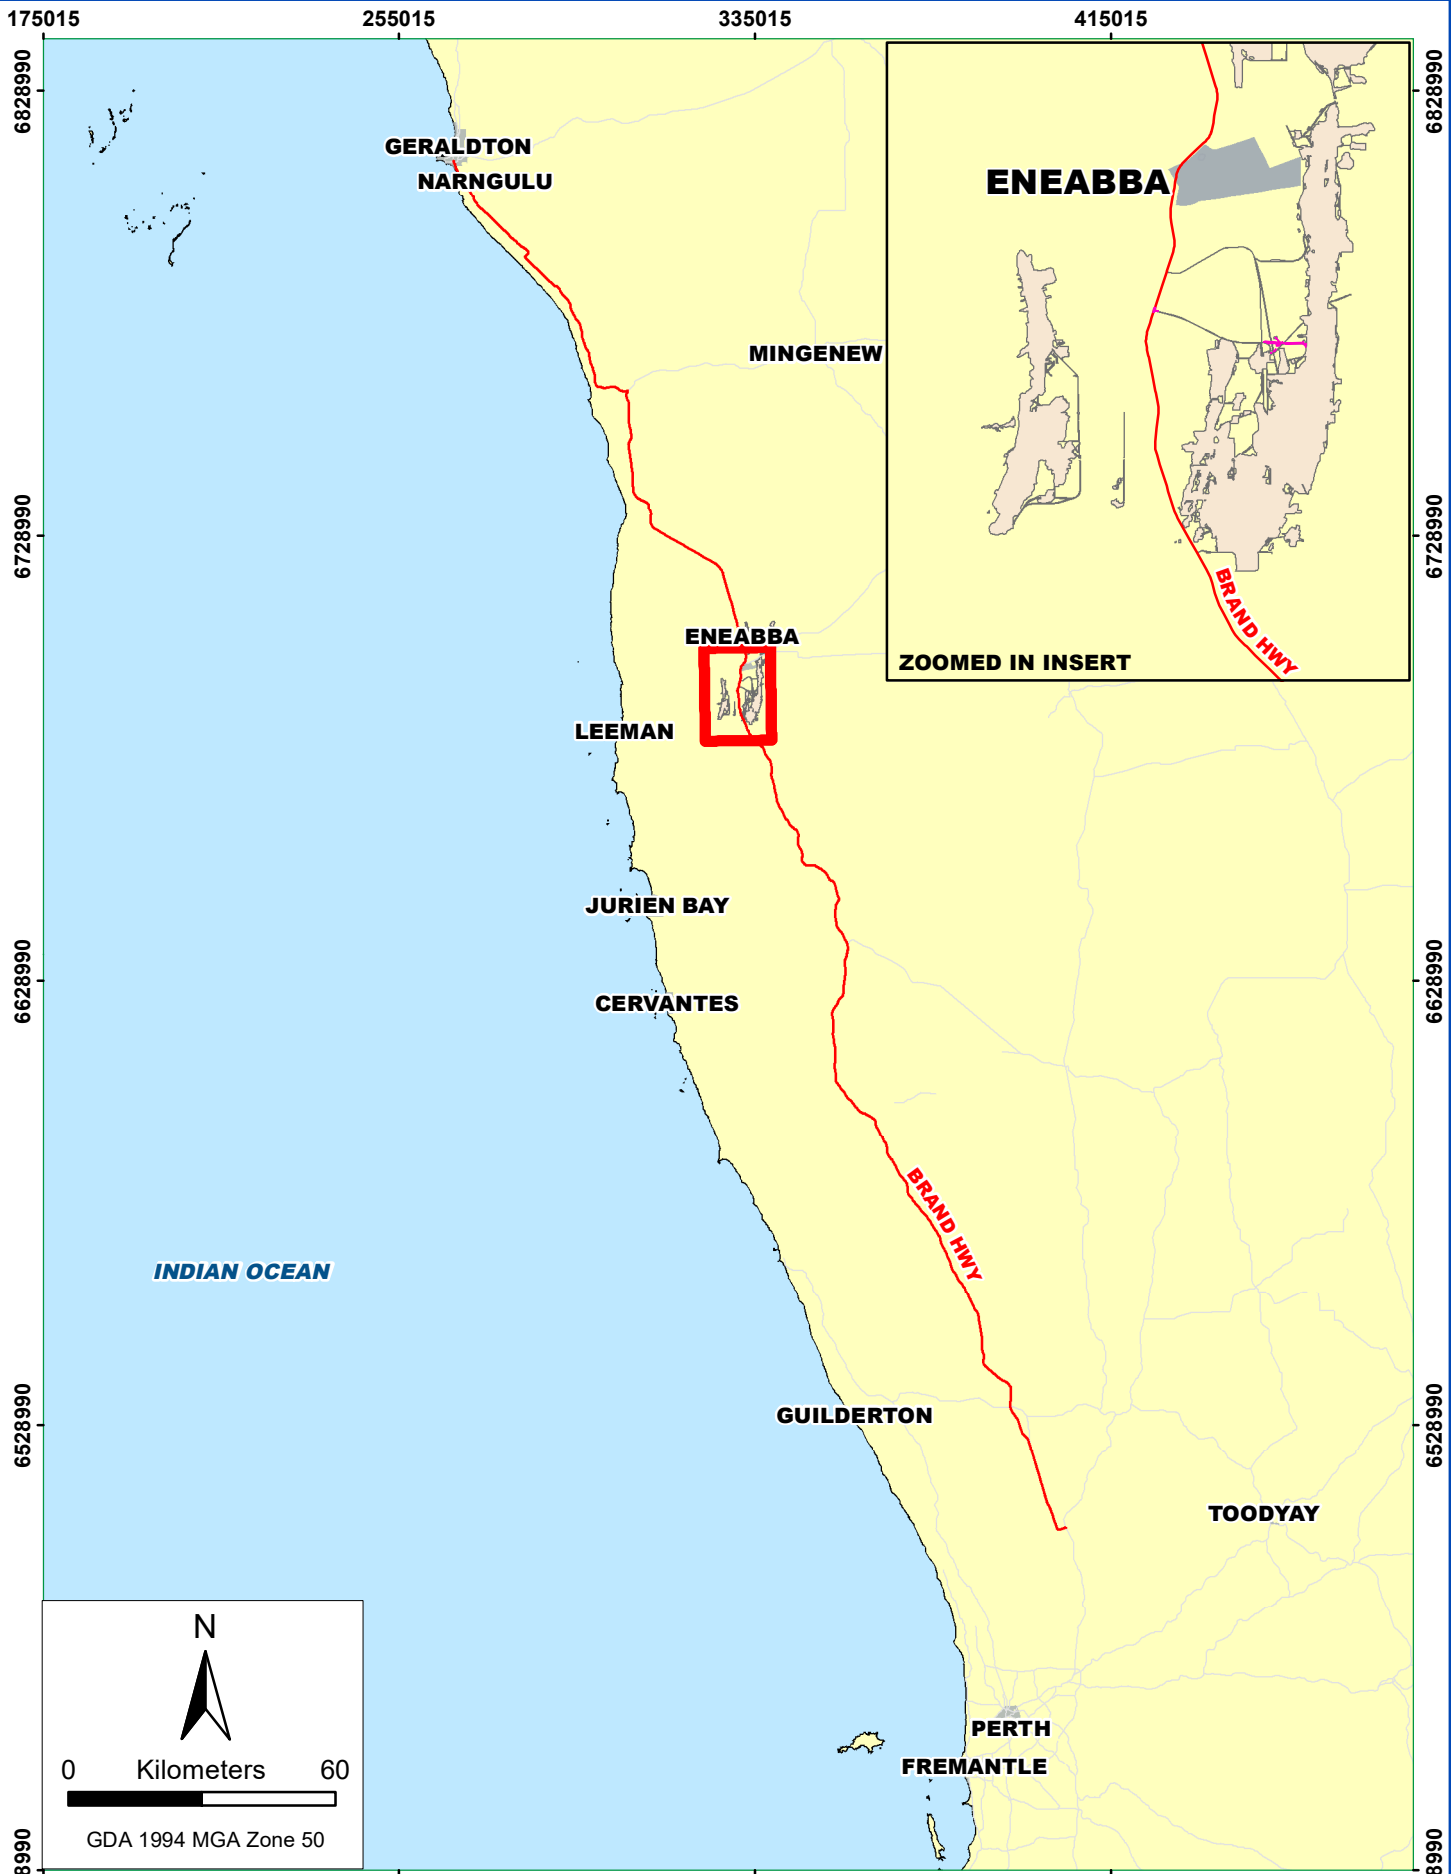 175015
255015
335015
415015
6828990
6828990
GERALDTON
NARNGULU
ENEABBA
MINGENEW
6728990
6728990
BRAND HWY
ZOOMED IN INSERT
ENEABBA
LEEMAN
JURIEN BAY
6628990
6628990
CERVANTES
BRAND HWY
INDIAN OCEAN
GUILDERTON
6528990
6528990
TOODYAY
N
0 Kilometers 60
GDA 1994 MGA Zone 50
PERTH
FREMANTLE
8990
8990